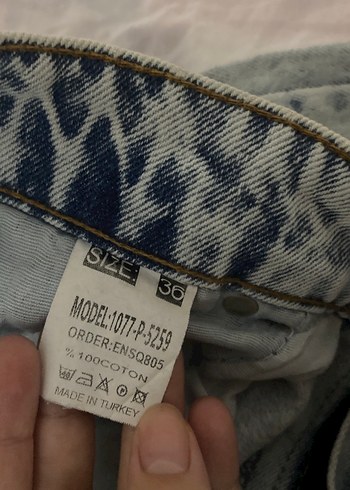 SIZE: 36
MODEL:1077-P-5259
ORDER:ENSQ805
%100COTON
MADE IN TURKEY